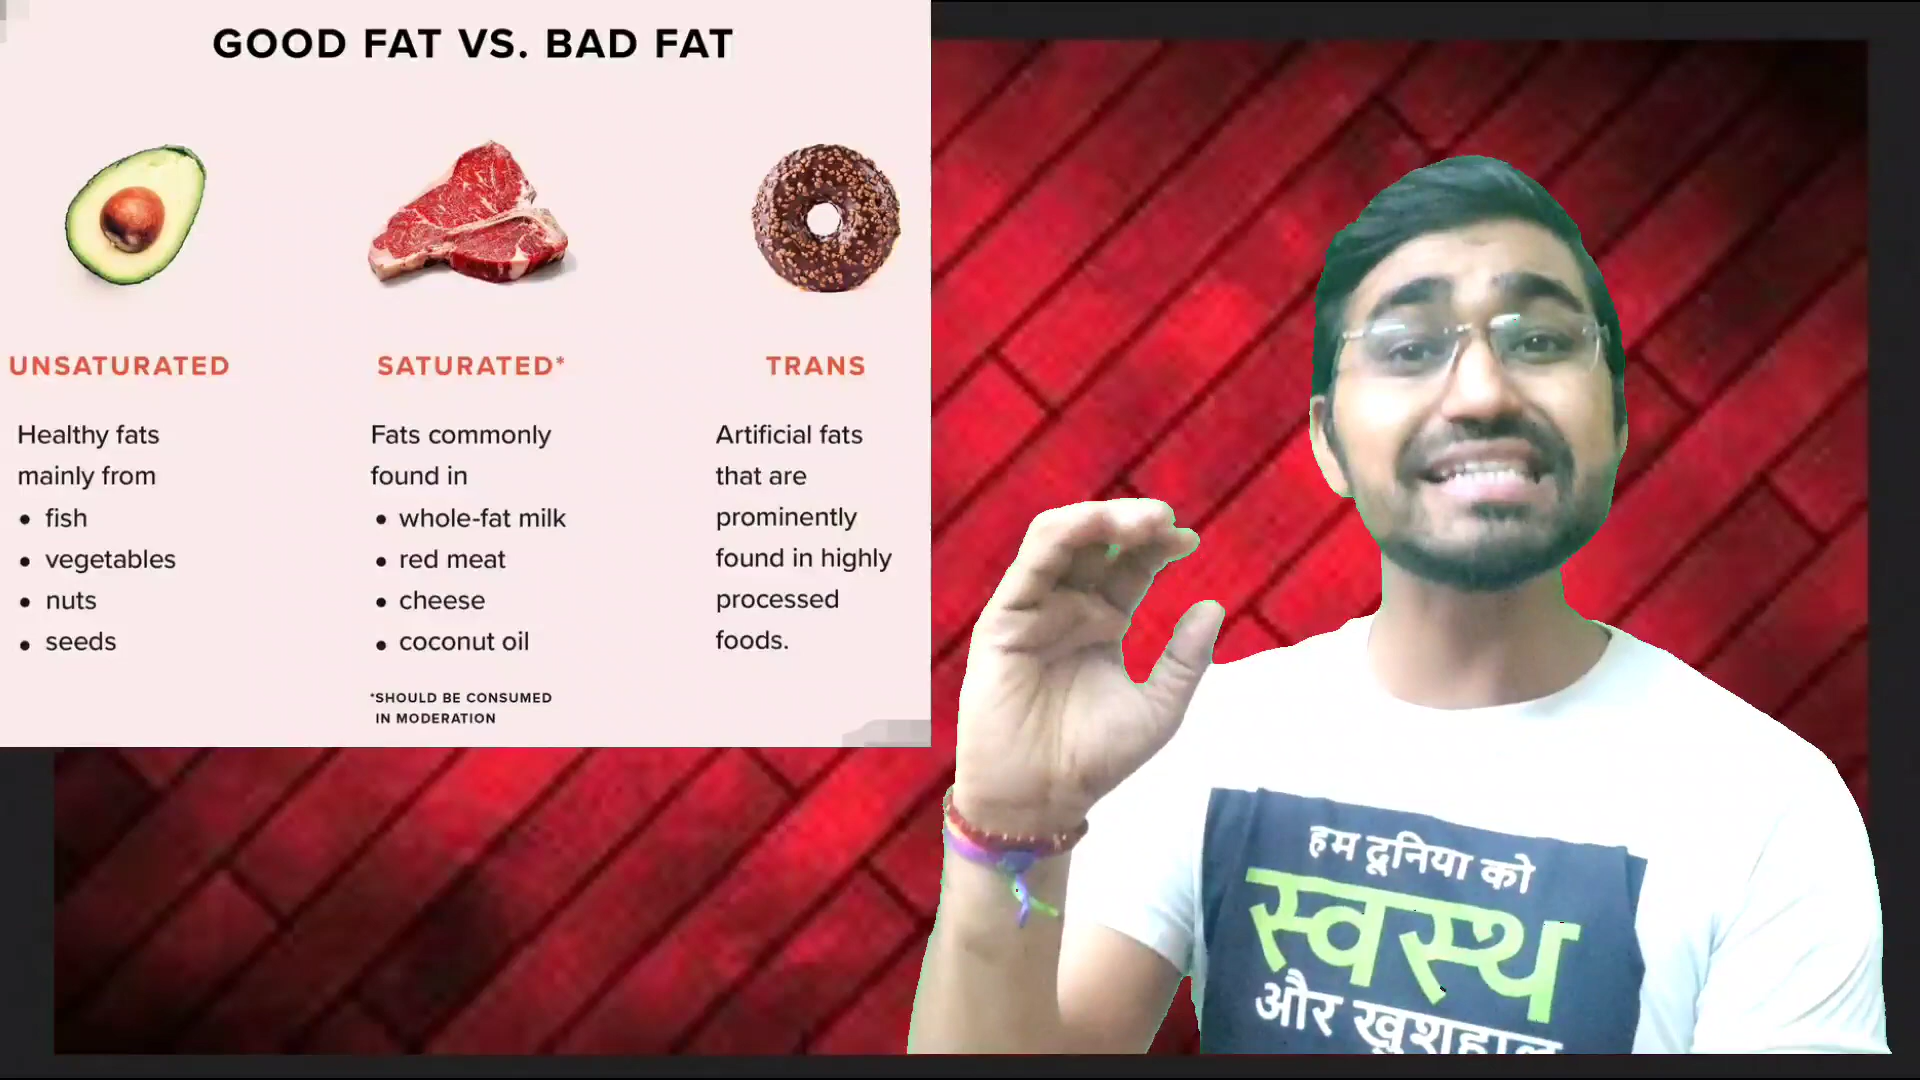 GOOD FAT VS. BAD FAT
UNSATURATED
Healthy fats
mainly from
• fish
• vegetables
• nuts
• seeds
SATURATED*
Fats commonly
found in
• whole-fat milk
• red meat
• cheese
• coconut oil
*SHOULD BE CONSUMED
IN MODERATION
TRANS
Artificial fats
that are
prominently
found in highly
processed
foods.
हम दूनिया को
स्वस्थ
और खुशहाल